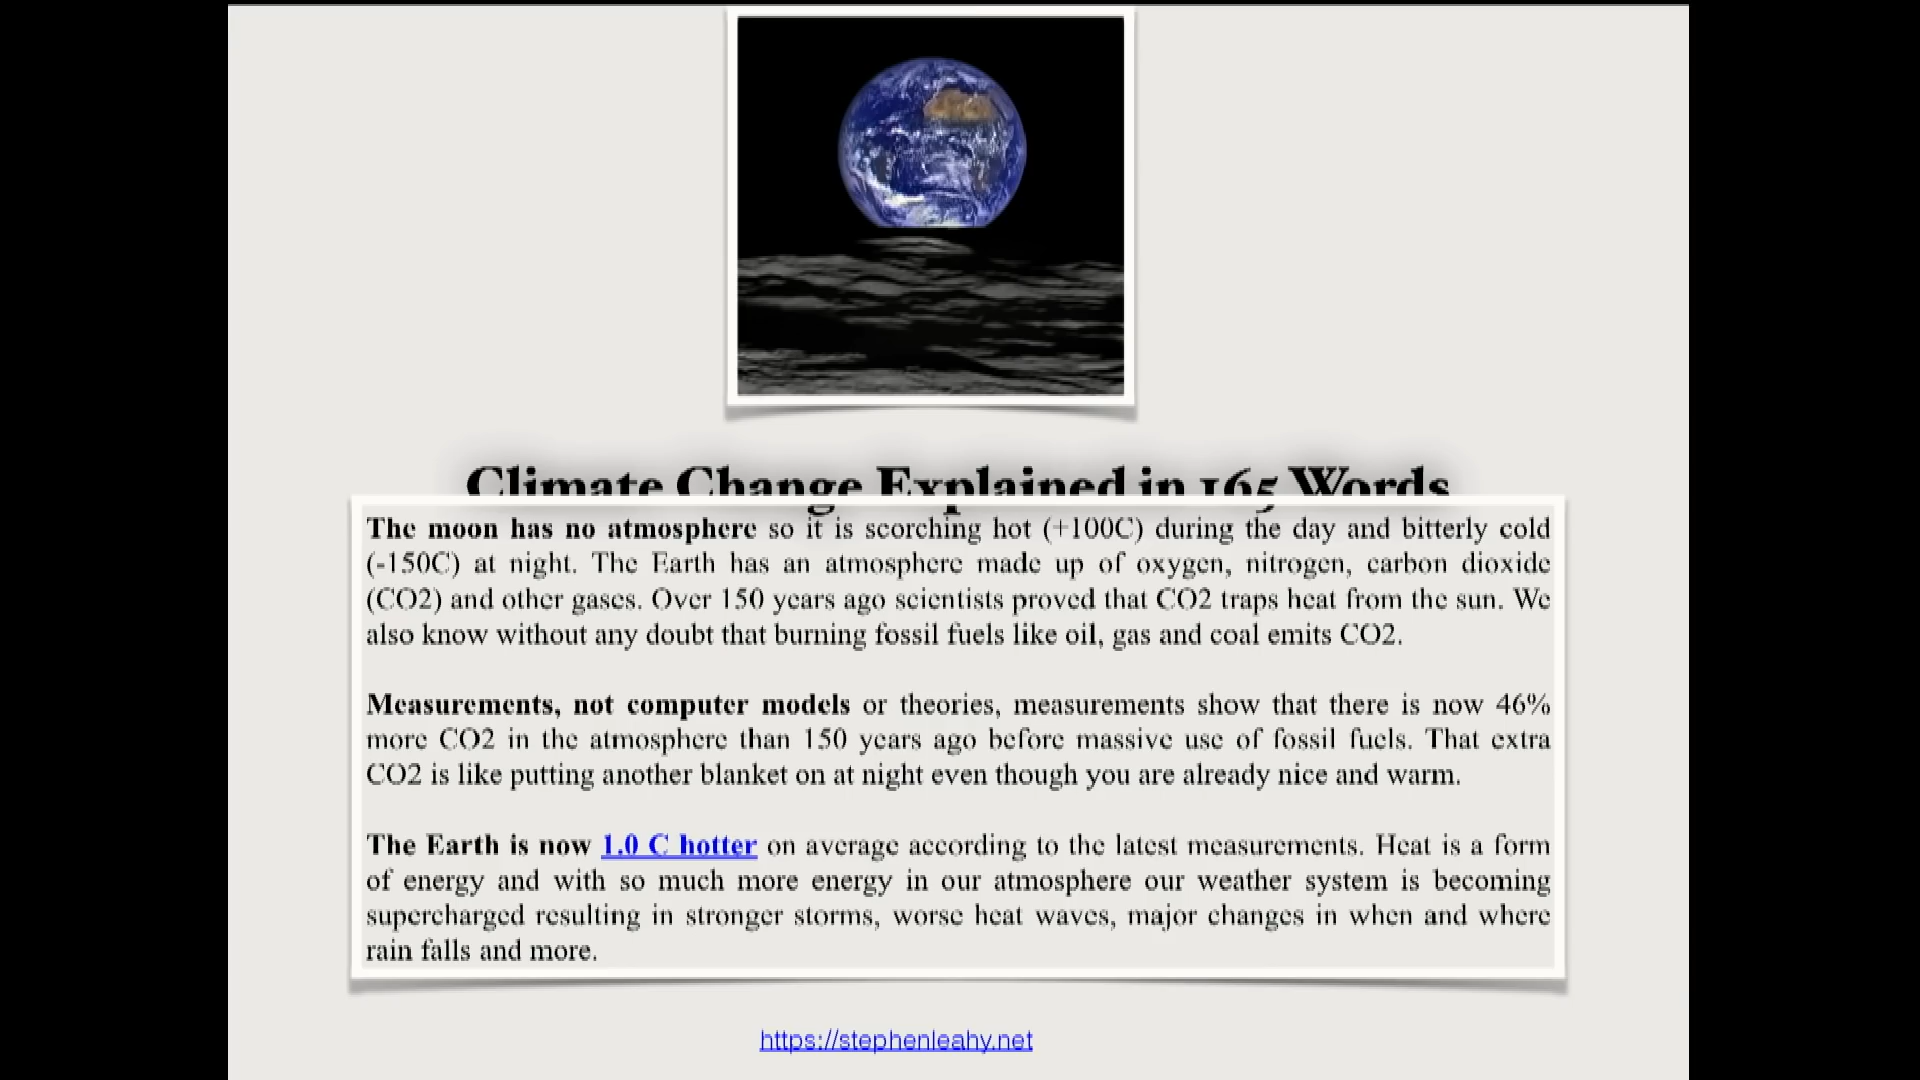 Climate Change Explained in 165 Words
The moon has no atmosphere so it is scorching hot (+100C) during the day and bitterly cold
(-150C) at night. The Earth has an atmosphere made up of oxygen, nitrogen, carbon dioxide
(CO2) and other gases. Over 150 years ago scientists proved that CO2 traps heat from the sun. We
also know without any doubt that burning fossil fuels like oil, gas and coal emits CO2.
Measurements, not computer models or theories, measurements show that there is now 46%
more CO2 in the atmosphere than 150 years ago before massive use of fossil fuels. That extra
CO2 is like putting another blanket on at night even though you are already nice and warm.
The Earth is now 1.0 C hotter on average according to the latest measurements. Heat is a form
of energy and with so much more energy in our atmosphere our weather system is becoming
supercharged resulting in stronger storms, worse heat waves, major changes in when and where
rain falls and more.
https://stephenleahy.net